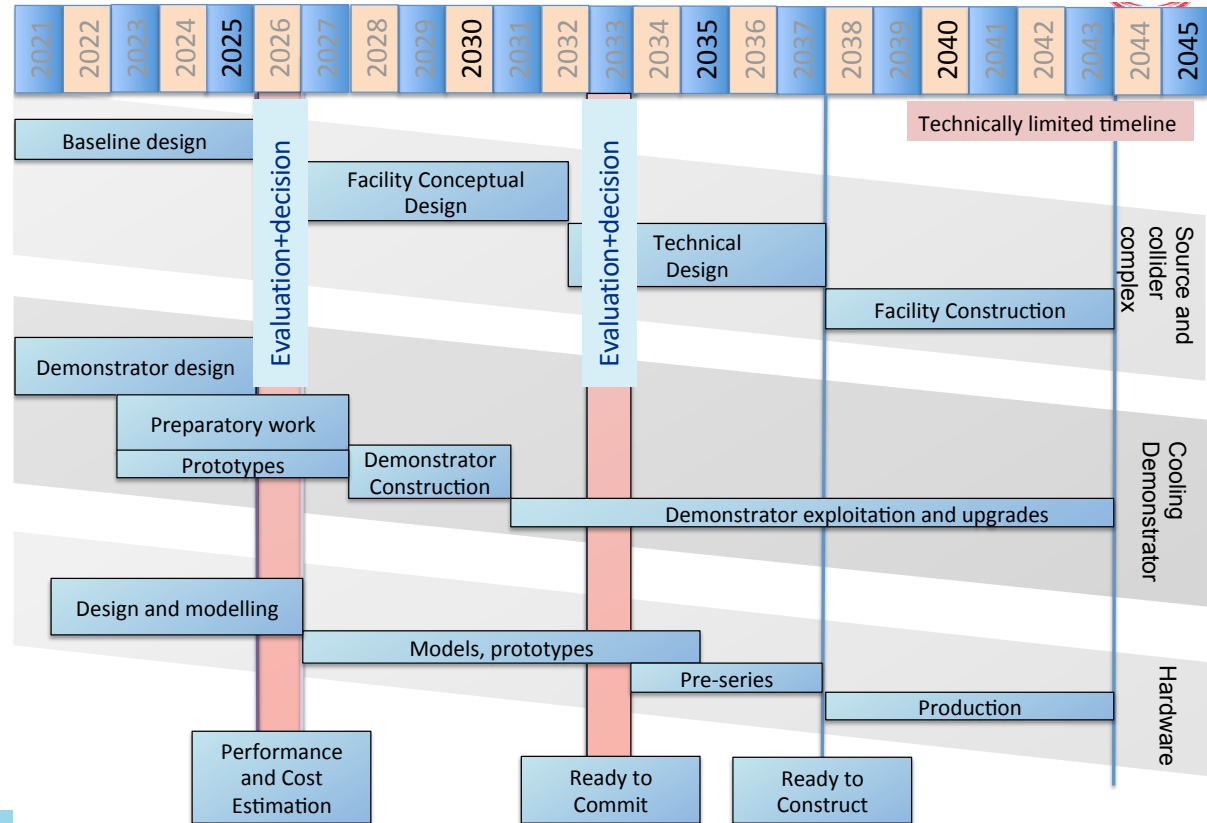 2021
2022
2023
2024
2025
2026
2027
2028
2029
2030
2031
2032
2033
2034
2035
2036
2037
2038
2039
2040
2041
2042
2043
2044
2045
Technically limited timeline
Baseline design
Evaluation+decision
Facility Conceptual
Design
Evaluation+decision
Technical
Design
Facility Construction
Source and
collider
complex
Demonstrator design
Preparatory work
Prototypes
Demonstrator
Construction
Demonstrator exploitation and upgrades
Cooling
Demonstrator
Design and modelling
Models, prototypes
Pre-series
Production
Hardware
Performance
and Cost
Estimation
Ready to
Commit
Ready to
Construct